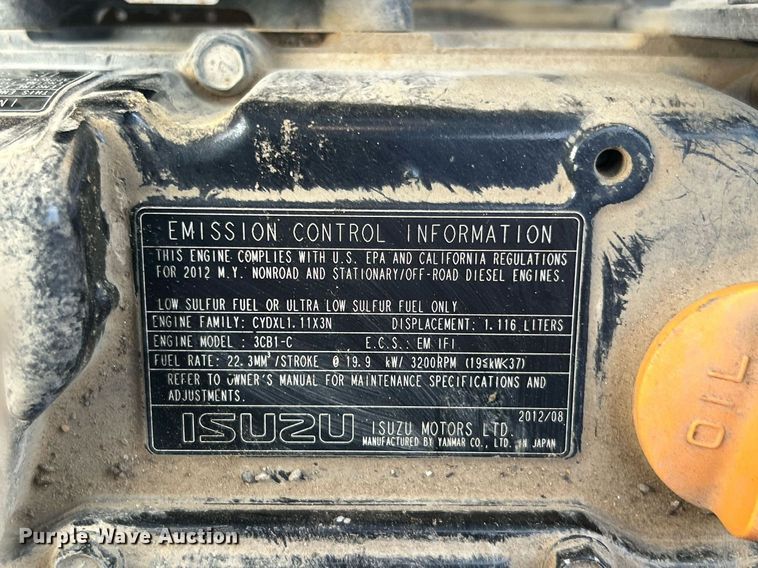 EMISSION CONTROL INFORMATION
THIS ENGINE COMPLIES WITH U.S. EPA AND CALIFORNIA REGULATIONS
FOR 2012 M.Y. NONROAD AND STATIONARY/OFF-ROAD DIESEL ENGINES.
LOW SULFUR FUEL OR ULTRA LOW SULFUR FUEL ONLY
ENGINE FAMILY: CYDXL1.11X3N DISPLACEMENT: 1.116 LITERS
ENGINE MODEL : 3CB1-C E.C.S.: EM IFI
FUEL RATE: 22.3MM³/STROKE @ 19.9 kW/ 3200RPM (19≤kW<37)
REFER TO OWNER'S MANUAL FOR MAINTENANCE SPECIFICATIONS AND
ADJUSTMENTS.
2012/08
ISUZU ISUZU MOTORS LTD.
MANUFACTURED BY YANMAR CO., LTD. IN JAPAN
OIL
Purple Wave Auction